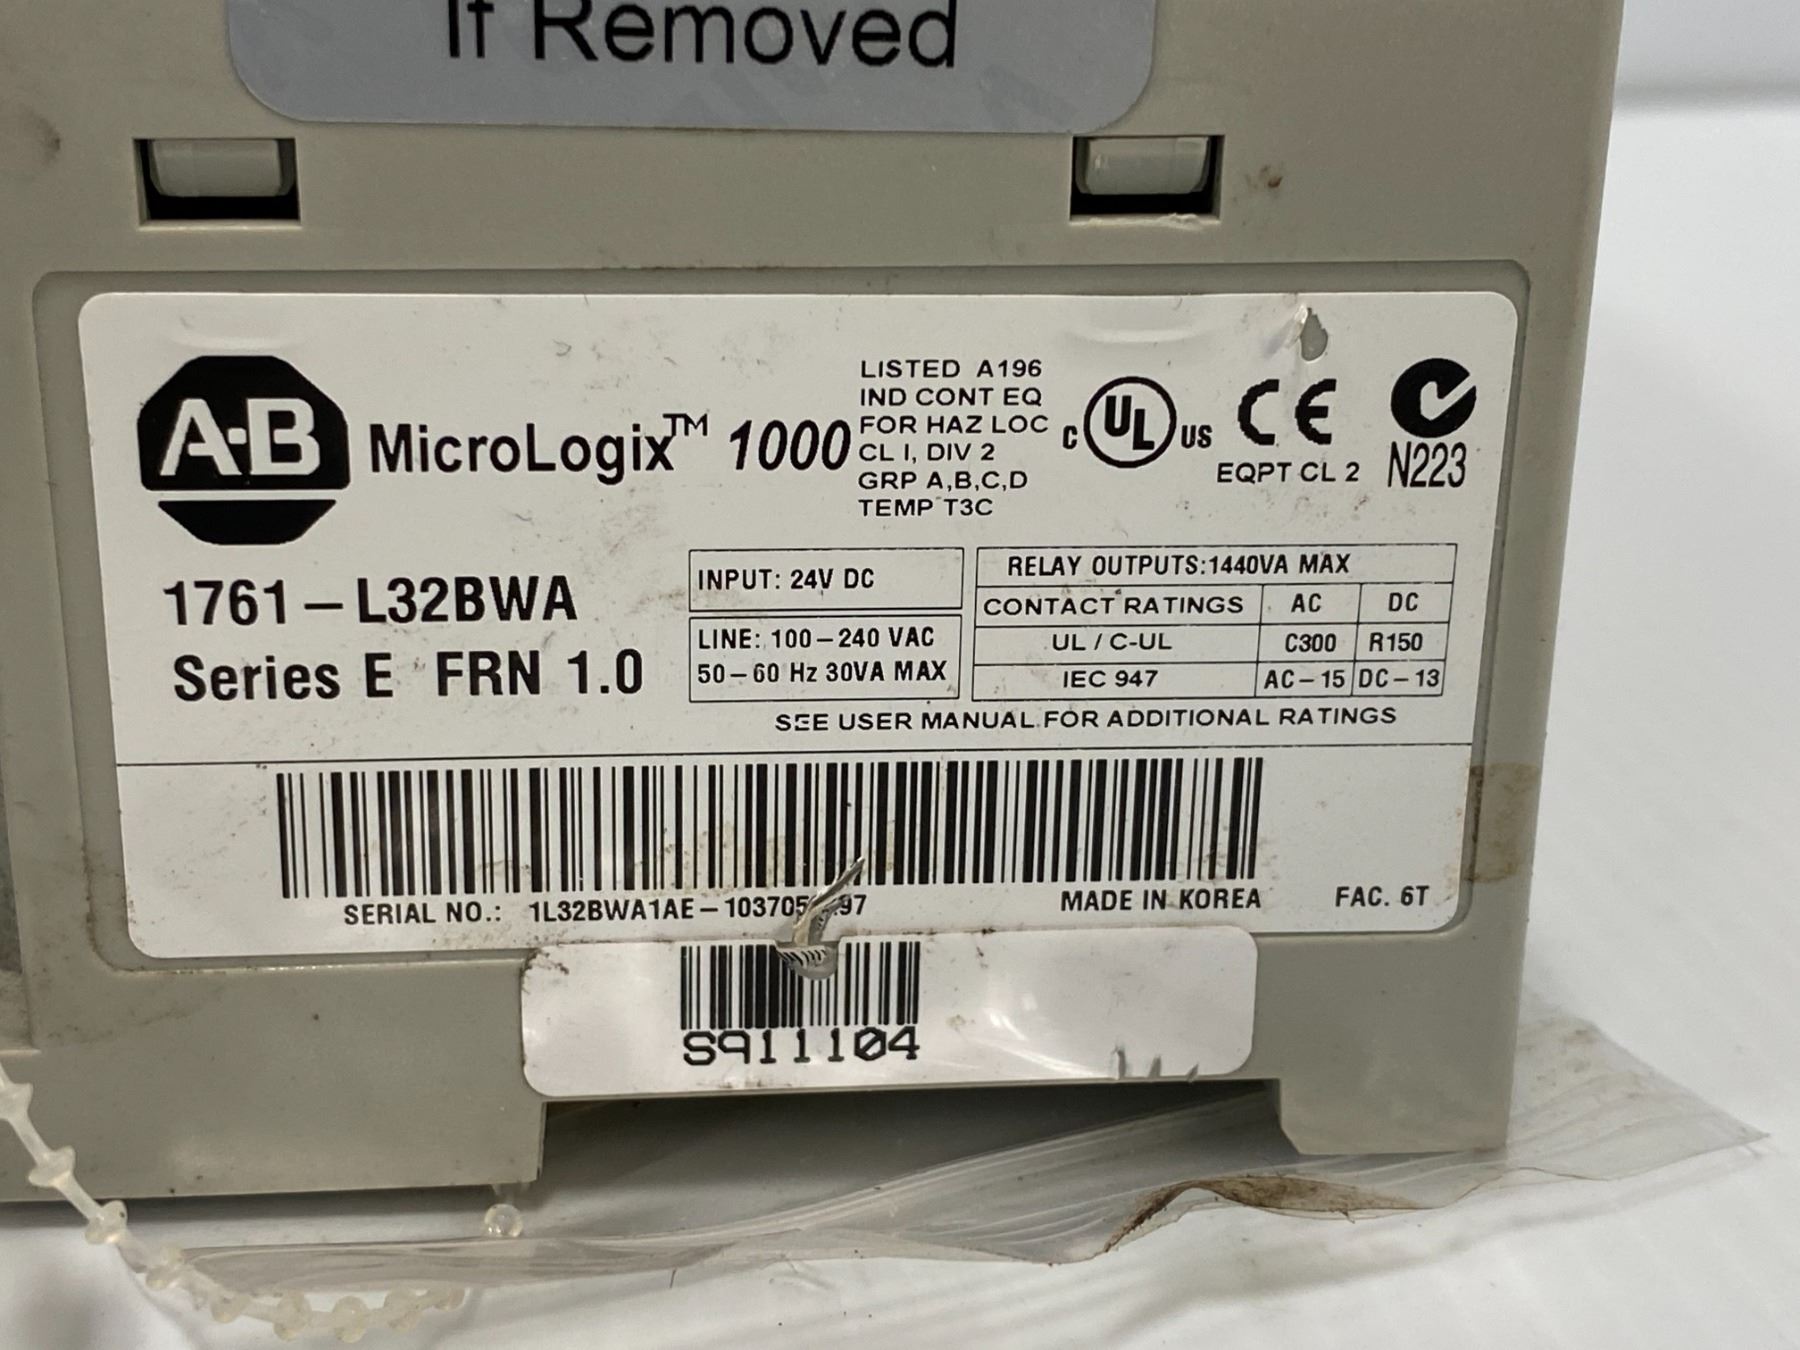 If Removed
A-B MicroLogix™ 1000
LISTED A196
IND CONT EQ
FOR HAZ LOC
CL I, DIV 2
GRP A,B,C,D
TEMP T3C
C UL US
CE
EQPT CL 2
N223
1761-L32BWA
Series E FRN 1.0
INPUT: 24V DC
LINE: 100-240 VAC
50-60 Hz 30VA MAX
RELAY OUTPUTS:1440VA MAX
CONTACT RATINGS AC DC
UL / C-UL C300 R150
IEC 947 AC-15 DC-13
SEE USER MANUAL FOR ADDITIONAL RATINGS
SERIAL NO.:
MADE IN KOREA FAC. 6T
S911104